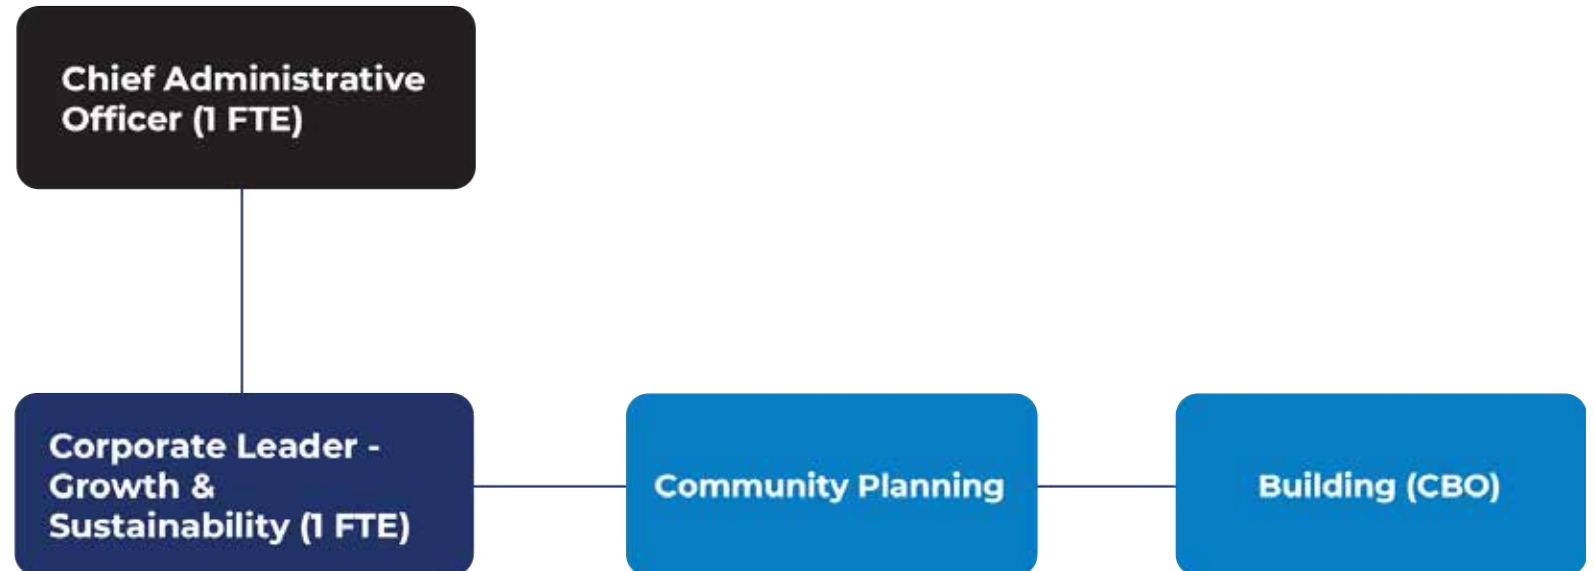 Chief Administrative
Officer (1 FTE)
Corporate Leader -
Growth &
Sustainability (1 FTE)
Community Planning
Building (CBO)